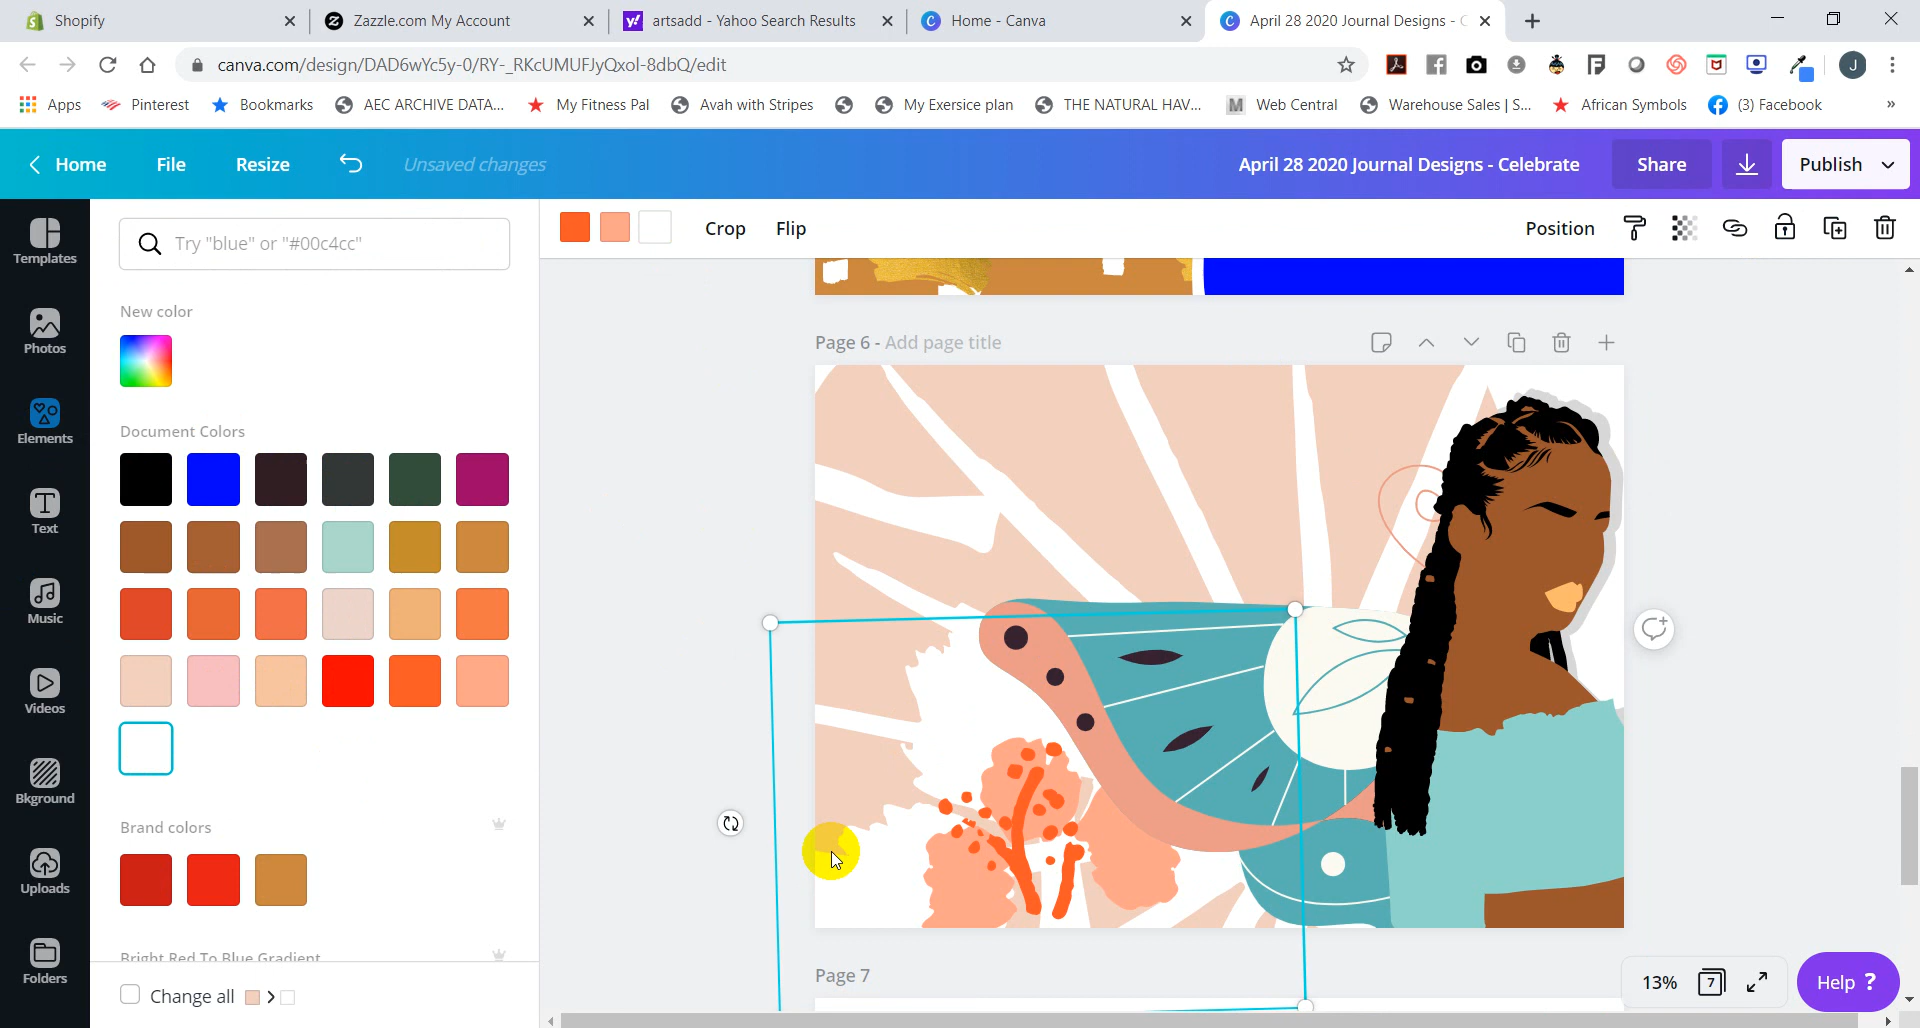 Shopify
Zazzle.com My Account
artsadd - Yahoo Search Results
Home - Canva
April 28 2020 Journal Designs -
canva.com/design/DAD6wYc5y-0/RY-_RKcUMUFJyQxol-8dbQ/edit
J
Apps
Pinterest
Bookmarks
AEC ARCHIVE DATA...
My Fitness Pal
Avah with Stripes
My Exersice plan
THE NATURAL HAV...
Web Central
Warehouse Sales | S...
African Symbols
(3) Facebook
»
Home
File
Resize
Unsaved changes
April 28 2020 Journal Designs - Celebrate
Share
Publish
Templates
Photos
Elements
Text
Music
Videos
Bkground
Uploads
Folders
Try "blue" or "#00c4cc"
New color
Document Colors
Brand colors
Bright Red To Blue Gradient
Change all
Crop
Flip
Position
Page 6 - Add page title
Page 7
13%
7
Help ?